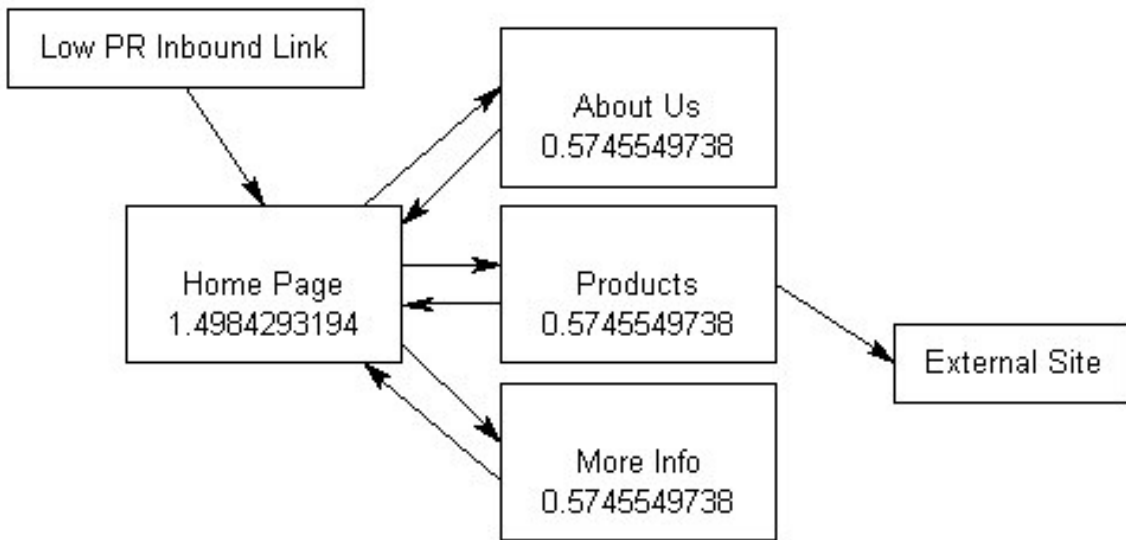 Low PR Inbound Link
About Us
0.5745549738
Home Page
1.4984293194
Products
0.5745549738
External Site
More Info
0.5745549738